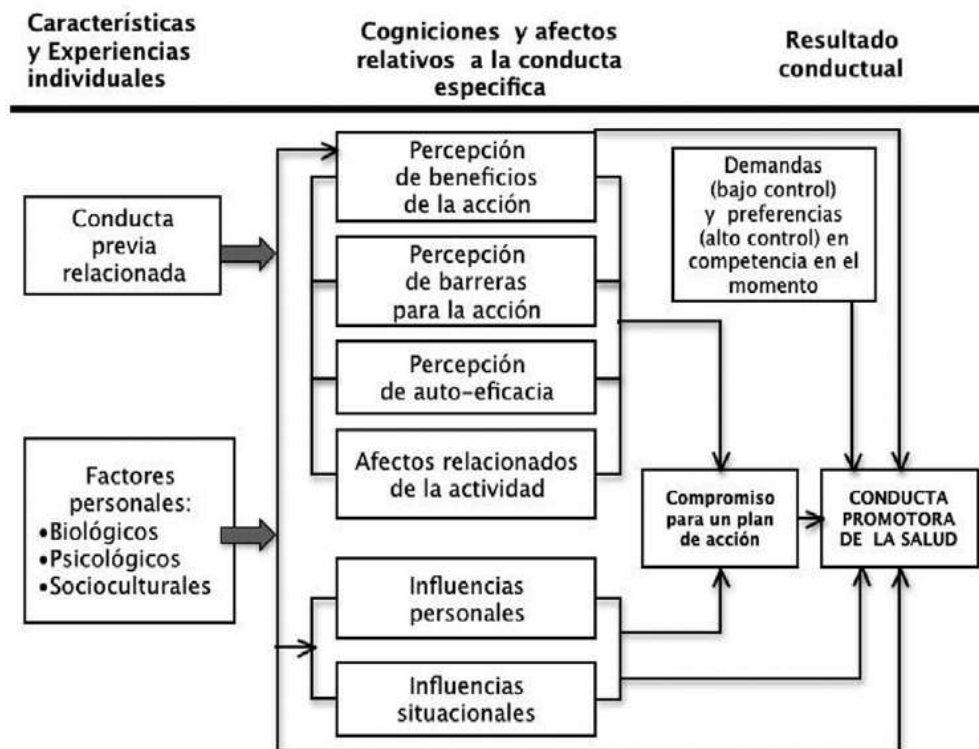 Características
y Experiencias
individuales
Cogniciones y afectos
relativos a la conducta
especifica
Resultado
conductual
Conducta
previa
relacionada
Factores
personales:
•Biológicos
•Psicológicos
•Socioculturales
Percepción
de beneficios
de la acción
Percepción
de barreras
para la acción
Percepción
de auto-eficacia
Afectos relacionados
de la actividad
Influencias
personales
Influencias
situacionales
Demandas
(bajo control)
y preferencias
(alto control) en
competencia en el
momento
Compromiso
para un plan
de acción
CONDUCTA
PROMOTORA
DE LA SALUD